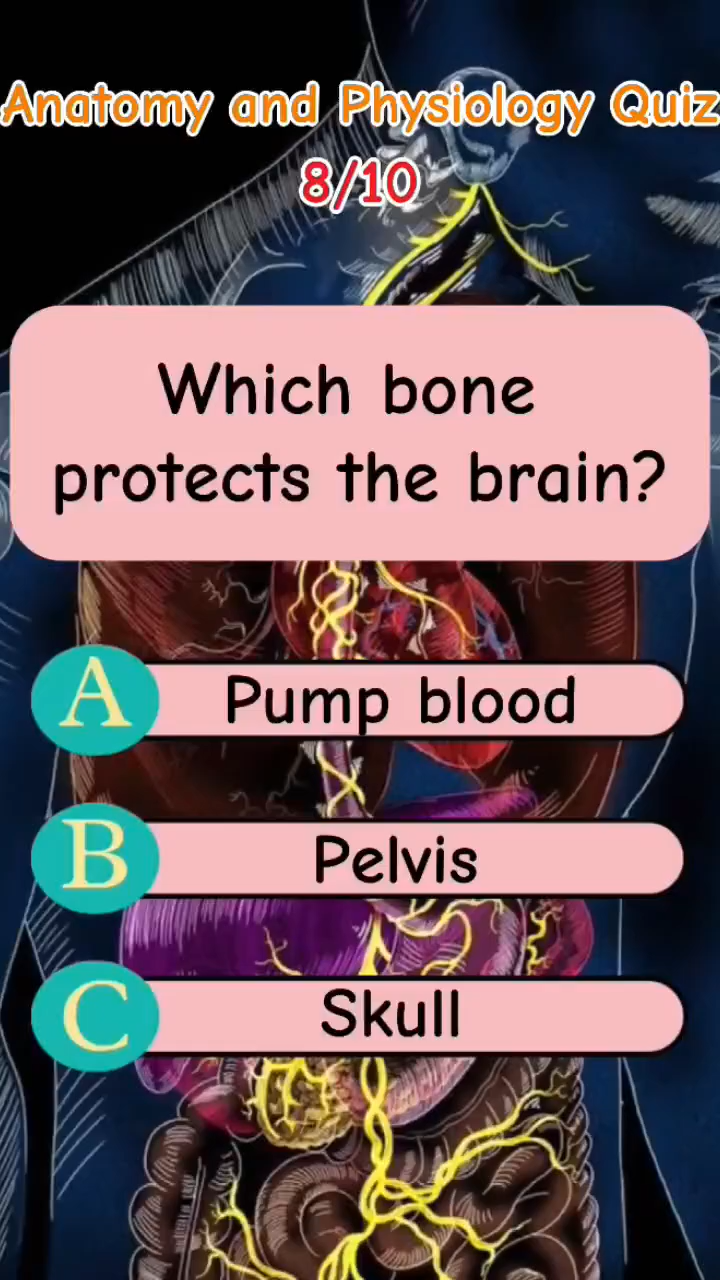 Anatomy and Physiology Quiz
8/10
Which bone
protects the brain?
A Pump blood
B Pelvis
C Skull